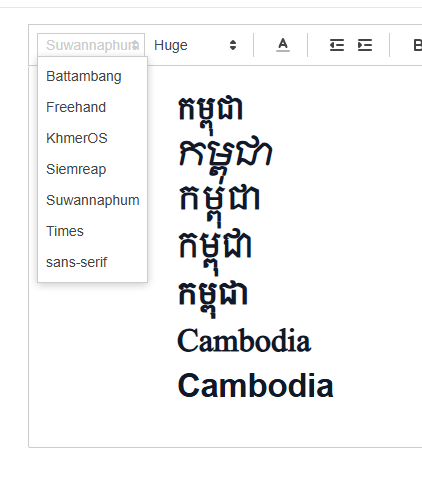 Suwannaphum Huge A B
Battambang
Freehand
KhmerOS
Siemreap
Suwannaphum
Times
sans-serif
កម្ពុជា
កម្ពុជា
កម្ពុជា
កម្ពុជា
កម្ពុជា
Cambodia
Cambodia